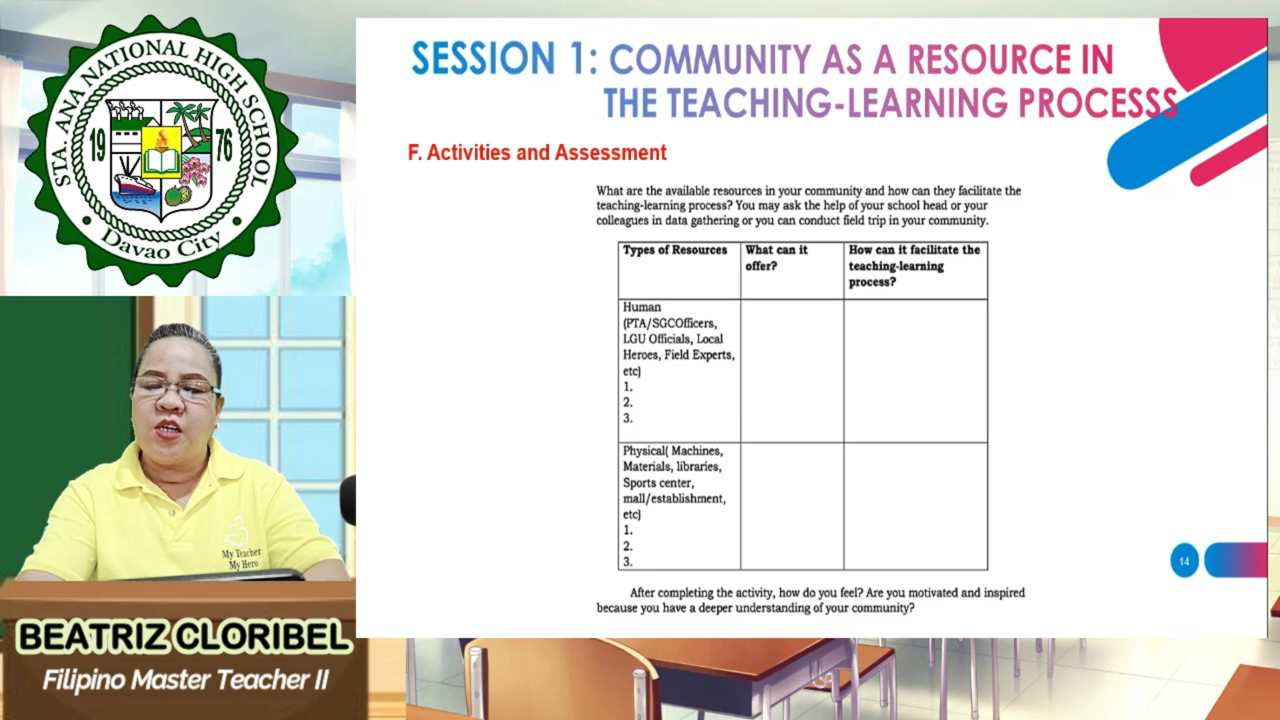 STA. ANA NATIONAL HIGH SCHOOL
19 76
Davao City
SESSION 1: COMMUNITY AS A RESOURCE IN
THE TEACHING-LEARNING PROCESSS
F. Activities and Assessment
What are the available resources in your community and how can they facilitate the
teaching-learning process? You may ask the help of your school head or your
colleagues in data gathering or you can conduct field trip in your community.
Types of Resources
What can it
offer?
How can it facilitate the
teaching-learning
process?
Human
(PTA/SGCOfficers,
LGU Officials, Local
Heroes, Field Experts,
etc)
1.
2.
3.
Physical( Machines,
Materials, libraries,
Sports center,
mall/establishment,
etc)
1.
2.
3.
After completing the activity, how do you feel? Are you motivated and inspired
because you have a deeper understanding of your community?
14
My Teacher
My Hero
BEATRIZ CLORIBEL
Filipino Master Teacher II